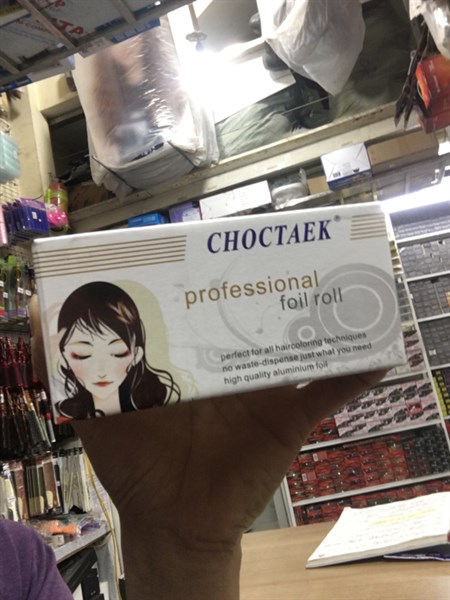 CHOCTAEK®
professional
foil roll
perfect for all haircoloring techniques
no waste-dispense just what you need
high quality aluminium foil